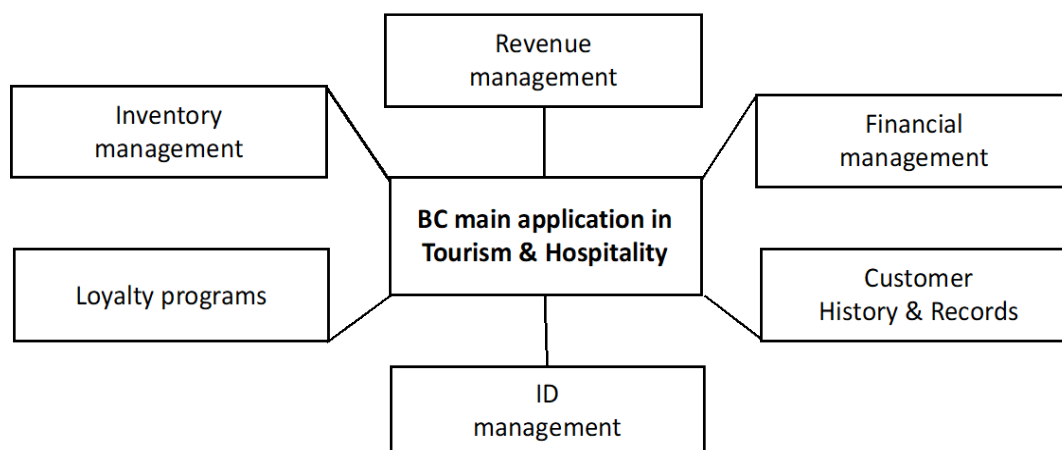 Revenue
management
Inventory
management
Financial
management
BC main application in
Tourism & Hospitality
Loyalty programs
Customer
History & Records
ID
management